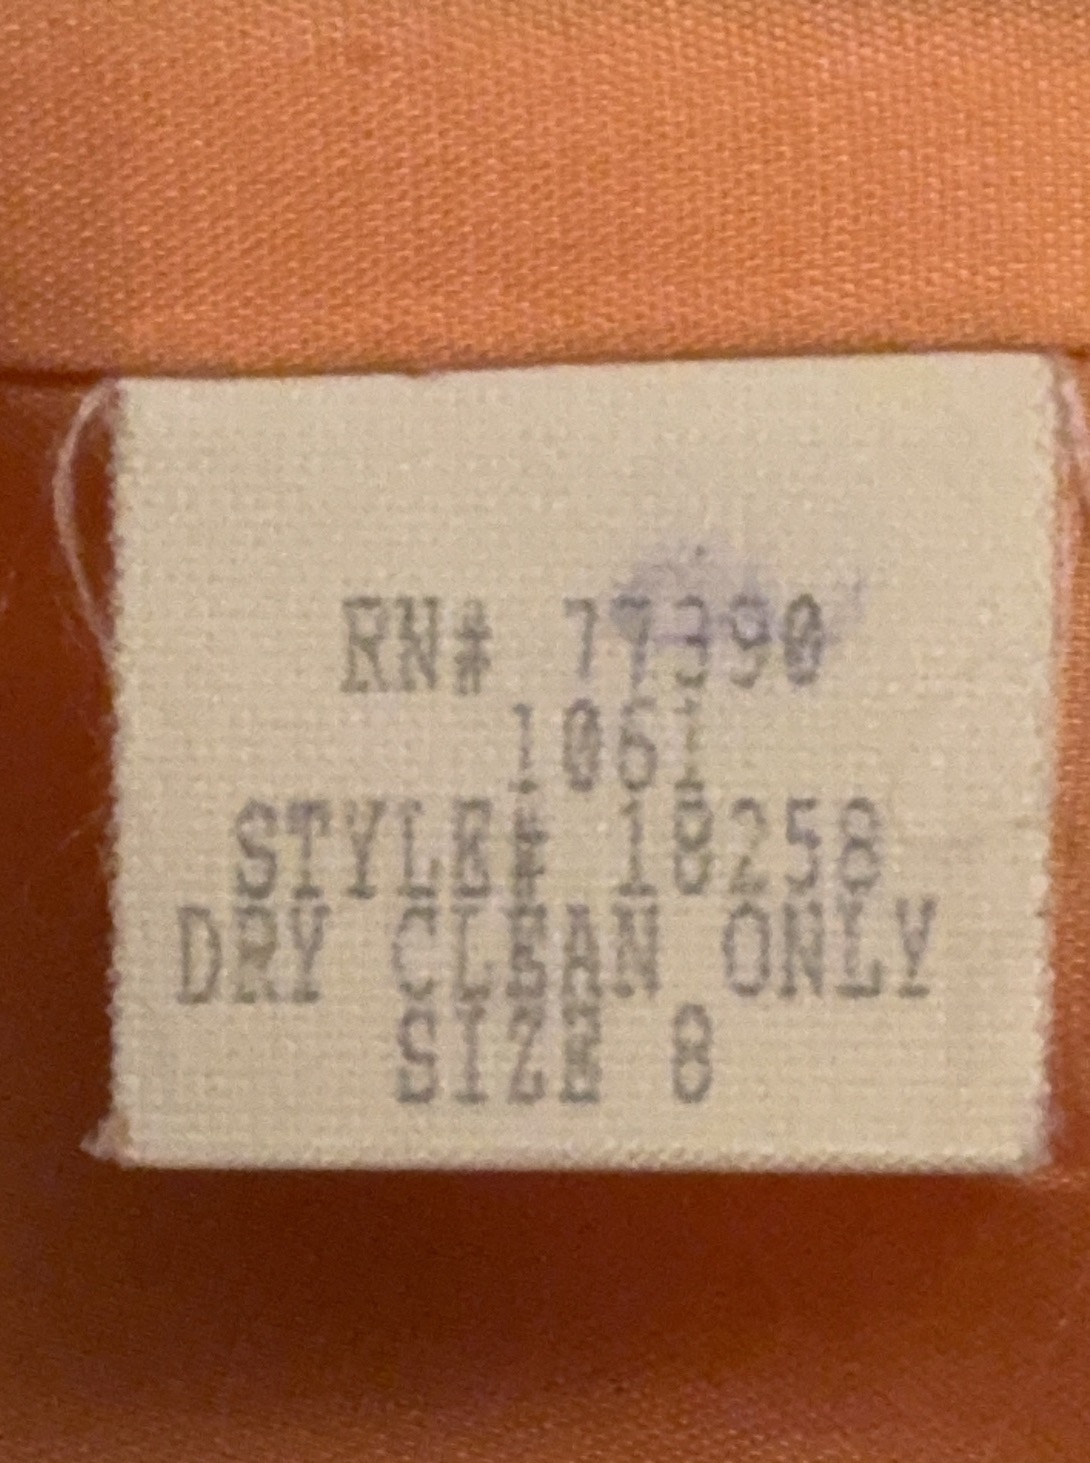 RN# 77390
1061
STYLE# 18258
DRY CLEAN ONLY
SIZE 8